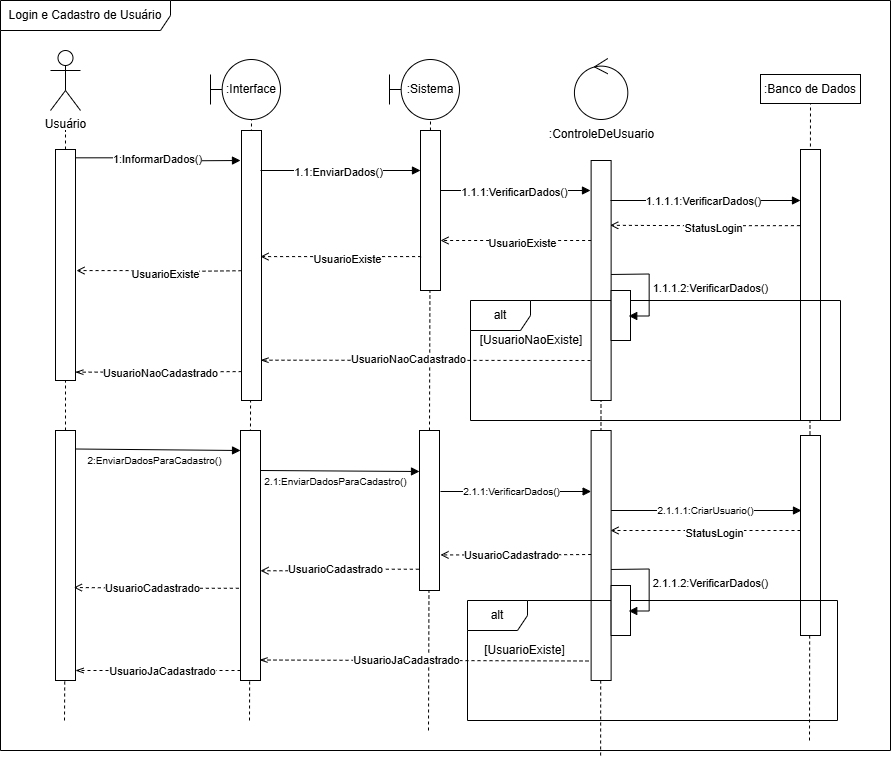 Login e Cadastro de Usuário
Usuário
:Interface
:Sistema
:ControleDeUsuario
:Banco de Dados
1:InformarDados()
1.1:EnviarDados()
1.1.1:VerificarDados()
1.1.1.1:VerificarDados()
StatusLogin
UsuarioExiste
UsuarioExiste
UsuarioExiste
1.1.1.2:VerificarDados()
alt
[UsuarioNaoExiste]
UsuarioNaoCadastrado
UsuarioNaoCadastrado
2:EnviarDadosParaCadastro()
2.1:EnviarDadosParaCadastro()
2.1.1:VerificarDados()
2.1.1.1:CriarUsuario()
StatusLogin
UsuarioCadastrado
UsuarioCadastrado
UsuarioCadastrado
2.1.1.2:VerificarDados()
alt
[UsuarioExiste]
UsuarioJaCadastrado
UsuarioJaCadastrado